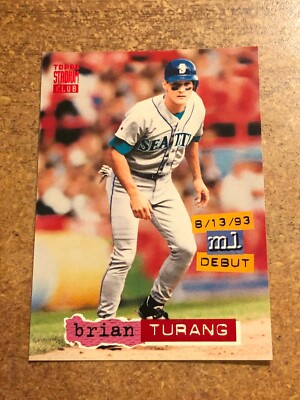 TOPPS
STADIUM
CLUB
SEATTLE
8/13/93
ml
DEBUT
brian TURANG